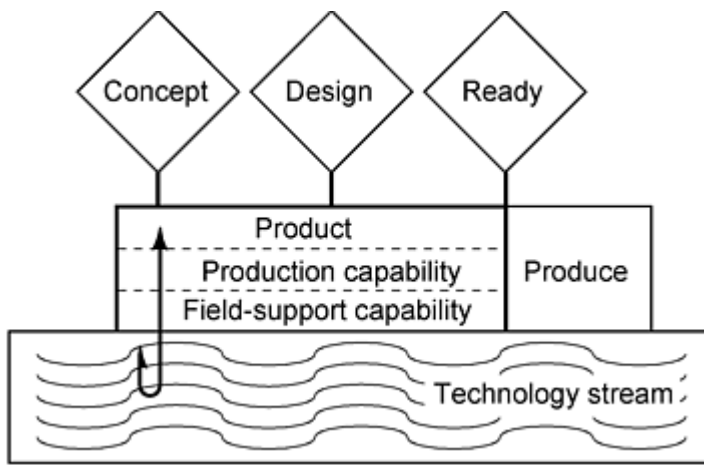 Concept
Design
Ready
Product
Production capability
Produce
Field-support capability
Technology stream